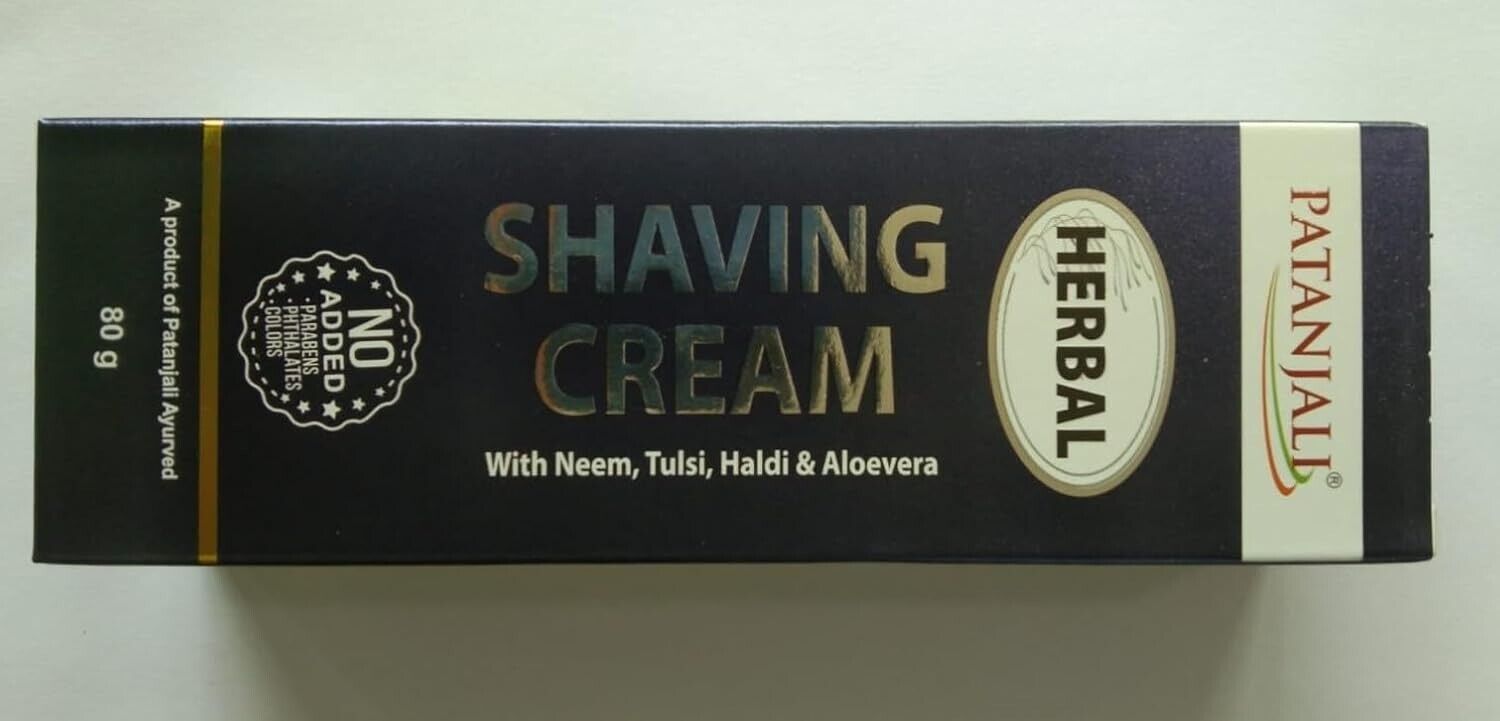 PATANJALI®
HERBAL
SHAVING
CREAM
With Neem, Tulsi, Haldi & Aloevera
NO
ADDED
· PARABENS
· PHTHALATES
· COLORS
A product of Patanjali Ayurved
80 g